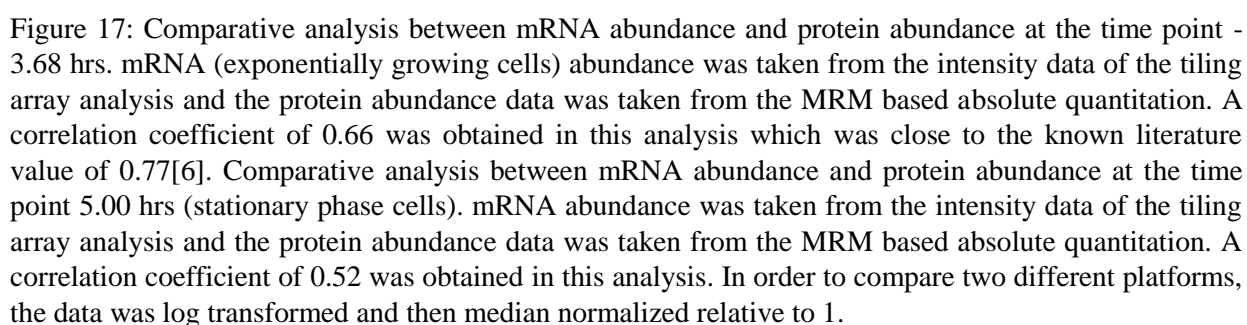 Figure 17: Comparative analysis between mRNA abundance and protein abundance at the time point -
3.68 hrs. mRNA (exponentially growing cells) abundance was taken from the intensity data of the tiling
array analysis and the protein abundance data was taken from the MRM based absolute quantitation. A
correlation coefficient of 0.66 was obtained in this analysis which was close to the known literature
value of 0.77[6]. Comparative analysis between mRNA abundance and protein abundance at the time
point 5.00 hrs (stationary phase cells). mRNA abundance was taken from the intensity data of the tiling
array analysis and the protein abundance data was taken from the MRM based absolute quantitation. A
correlation coefficient of 0.52 was obtained in this analysis. In order to compare two different platforms,
the data was log transformed and then median normalized relative to 1.